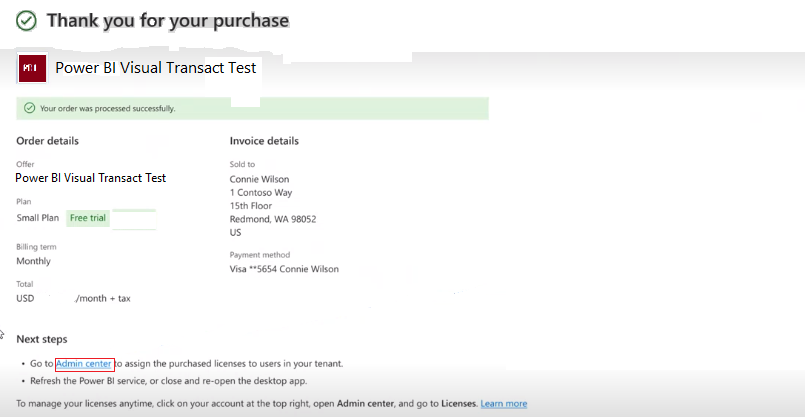 Thank you for your purchase
Power BI Visual Transact Test
Your order was processed successfully.
Order details
Offer
Power BI Visual Transact Test
Plan
Small Plan Free trial
Billing term
Monthly
Total
USD ./month + tax
Invoice details
Sold to
Connie Wilson
1 Contoso Way
15th Floor
Redmond, WA 98052
US
Payment method
Visa **5654 Connie Wilson
Next steps
• Go to Admin center to assign the purchased licenses to users in your tenant.
• Refresh the Power BI service, or close and re-open the desktop app.
To manage your licenses anytime, click on your account at the top right, open Admin center, and go to Licenses. Learn more